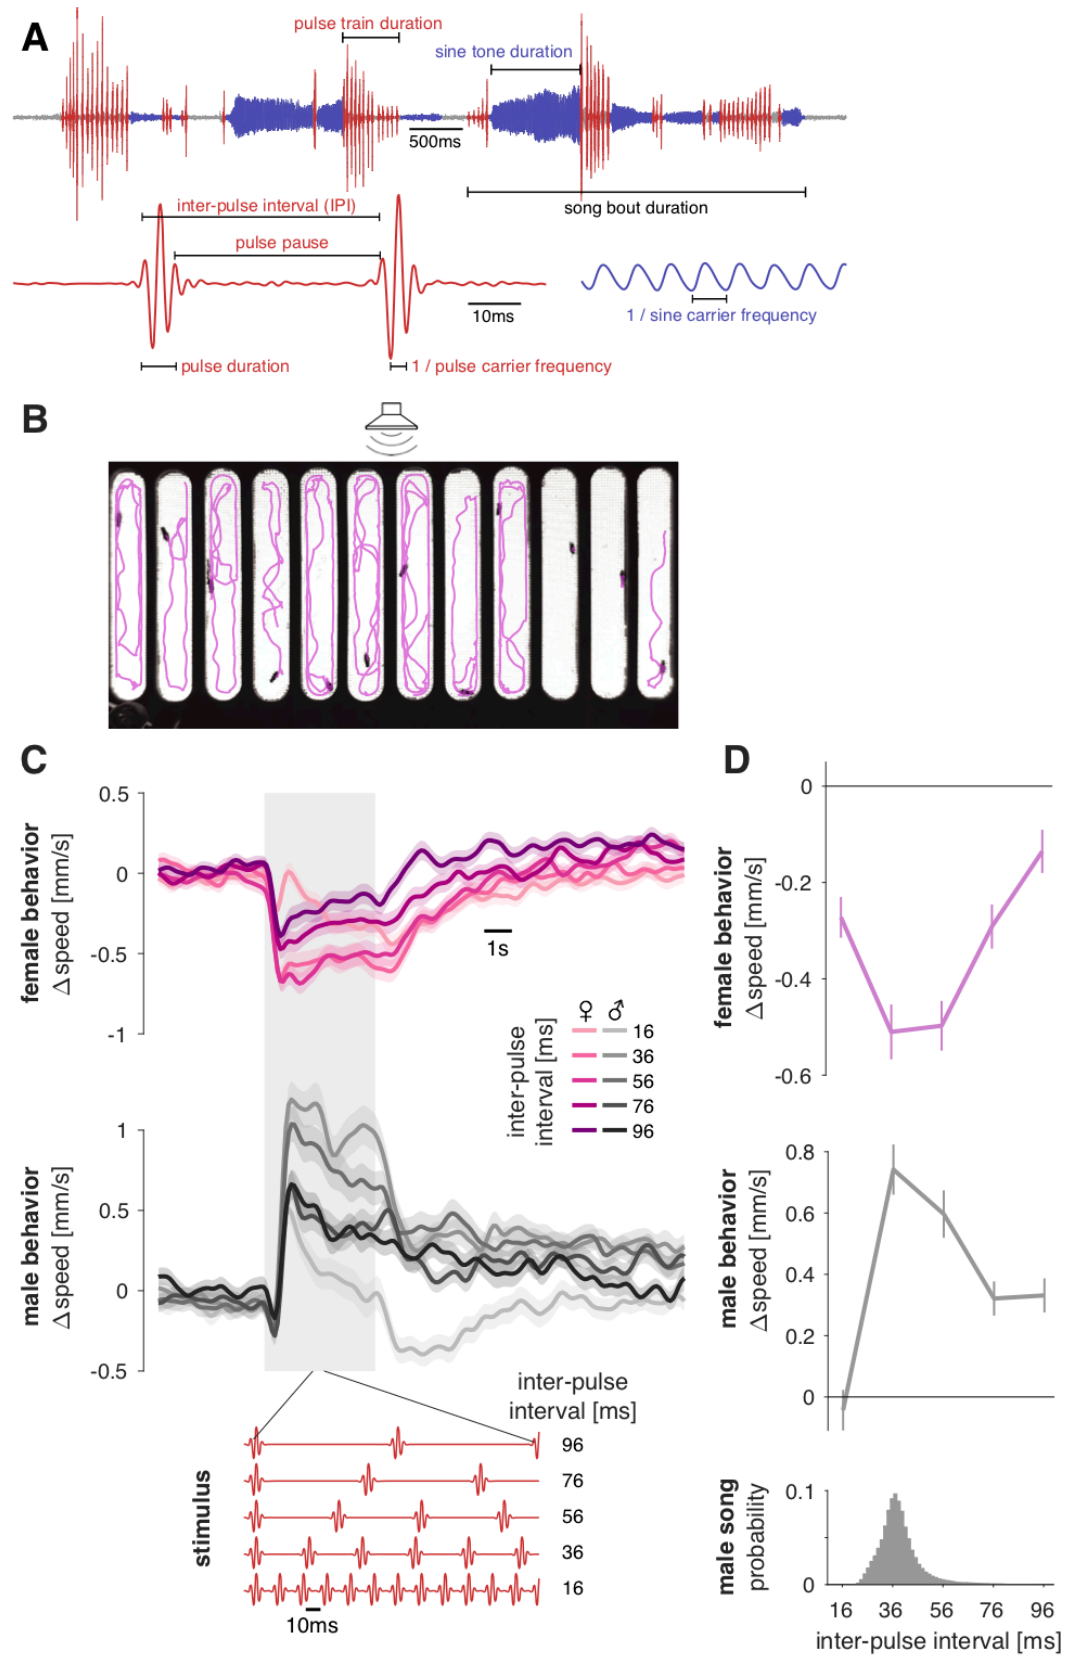 A
pulse train duration
sine tone duration
500ms
song bout duration
inter-pulse interval (IPI)
pulse pause
10ms
1 / sine carrier frequency
pulse duration
1 / pulse carrier frequency
B
C
0.5
0
-0.5
-1
female behavior
Δ speed [mm/s]
1s
♀ ♂
inter-pulse
interval [ms]
16
36
56
76
96
1
0.5
0
-0.5
male behavior
Δ speed [mm/s]
inter-pulse
interval [ms]
stimulus
96
76
56
36
16
10ms
D
0
-0.2
-0.4
-0.6
female behavior
Δ speed [mm/s]
0.8
0.6
0.4
0.2
0
male behavior
Δ speed [mm/s]
0.1
0
male song
probability
16 36 56 76 96
inter-pulse interval [ms]